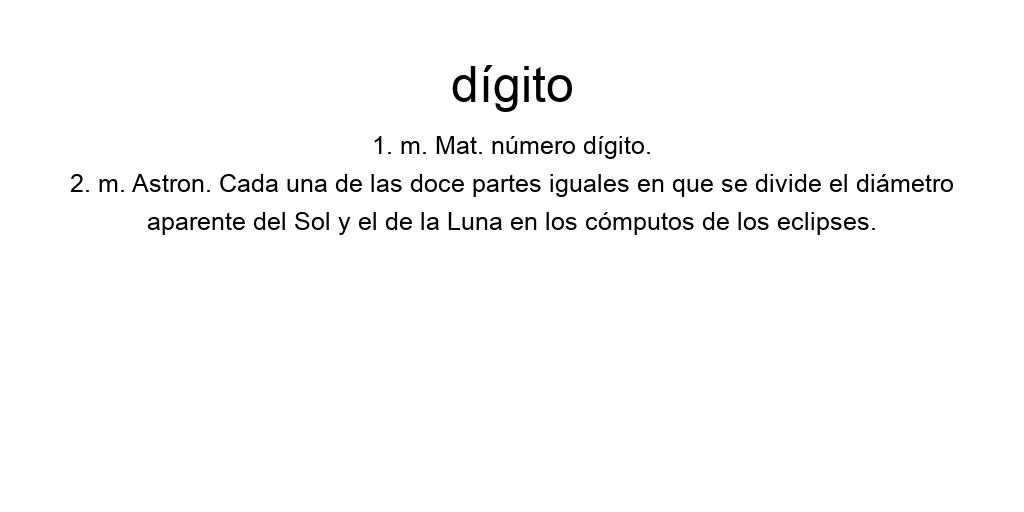 dígito
1. m. Mat. número dígito.
2. m. Astron. Cada una de las doce partes iguales en que se divide el diámetro
aparente del Sol y el de la Luna en los cómputos de los eclipses.